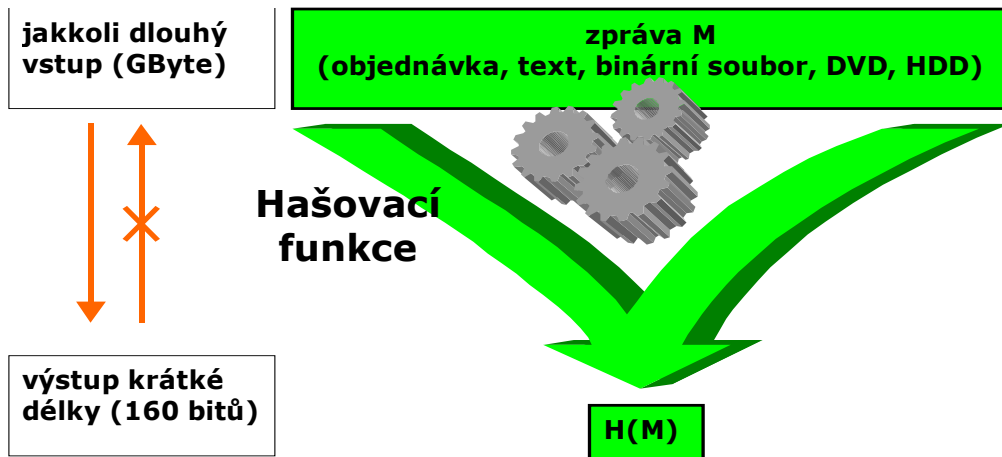 jakkoli dlouhý
vstup (GByte)
zpráva M
(objednávka, text, binární soubor, DVD, HDD)
Hašovací
funkce
výstup krátké
délky (160 bitů)
H(M)